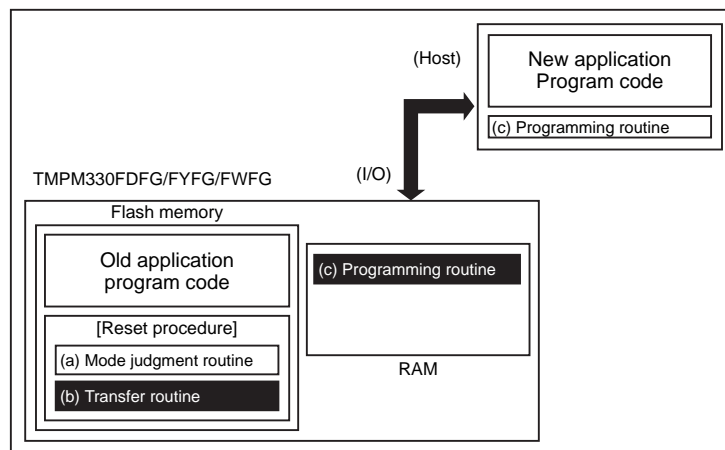 (Host)
New application
Program code
(c) Programming routine
(I/O)
TMPM330FDFG/FYFG/FWFG
Flash memory
Old application
program code
[Reset procedure]
(a) Mode judgment routine
(b) Transfer routine
(c) Programming routine
RAM